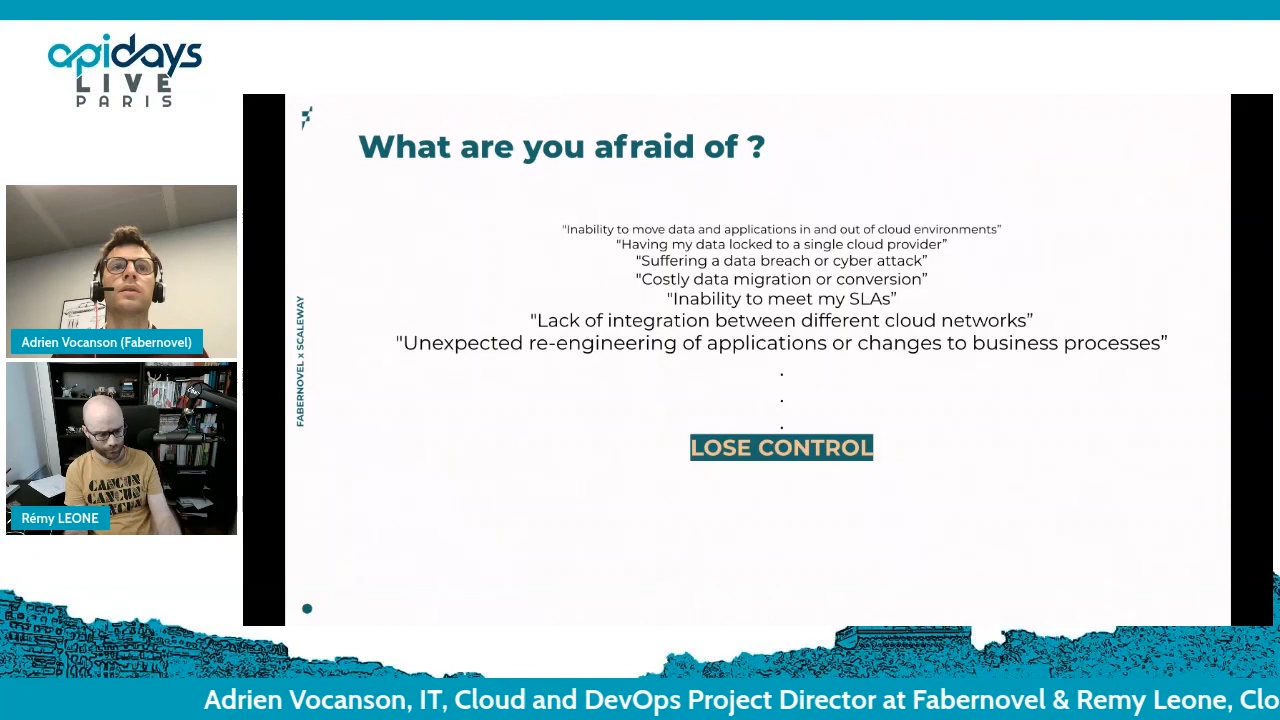 apidays
LIVE
PARIS
What are you afraid of ?
"Inability to move data and applications in and out of cloud environments”
"Having my data locked to a single cloud provider”
"Suffering a data breach or cyber attack”
"Costly data migration or conversion”
"Inability to meet my SLAs”
"Lack of integration between different cloud networks”
"Unexpected re-engineering of applications or changes to business processes”
.
.
.
LOSE CONTROL
FABERNOVEL x SCALEWAY
Adrien Vocanson (Fabernovel)
CANCUN
CANCUN
Rémy LEONE
Adrien Vocanson, IT, Cloud and DevOps Project Director at Fabernovel & Remy Leone, Clo